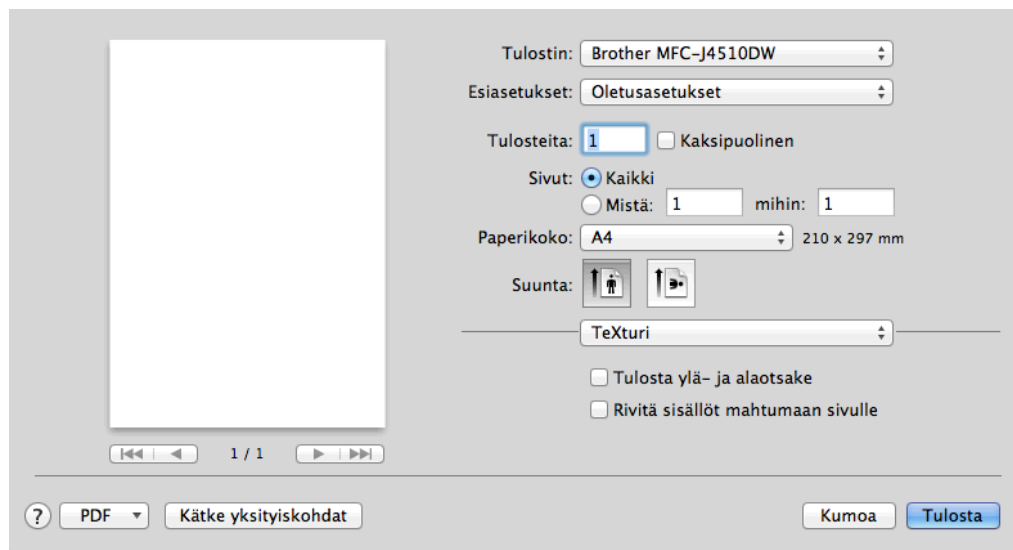 Tulostin: Brother MFC-J4510DW
Esiasetukset: Oletusasetukset
Tulosteita: 1 Kaksipuolinen
Sivut: Kaikki
Mistä: 1 mihin: 1
Paperikoko: A4 210 x 297 mm
Suunta:
TeXturi
Tulosta ylä- ja alaotsake
Rivitä sisällöt mahtumaan sivulle
1 / 1
? PDF Kätke yksityiskohdat Kumoa Tulosta